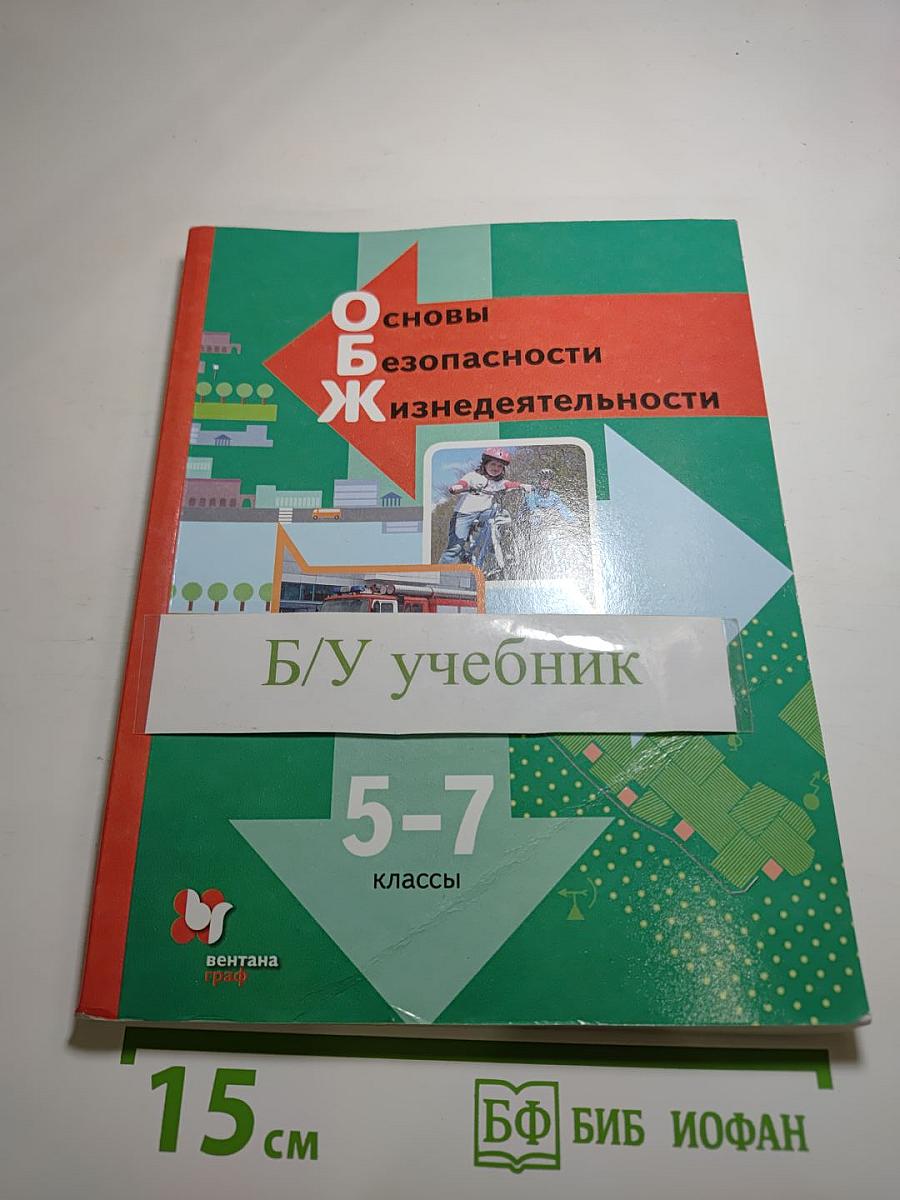 Основы
Безопасности
Жизнедеятельности
Б/У учебник
5-7
классы
вентана
граф
15 см
БФ БИБ ИОФАН